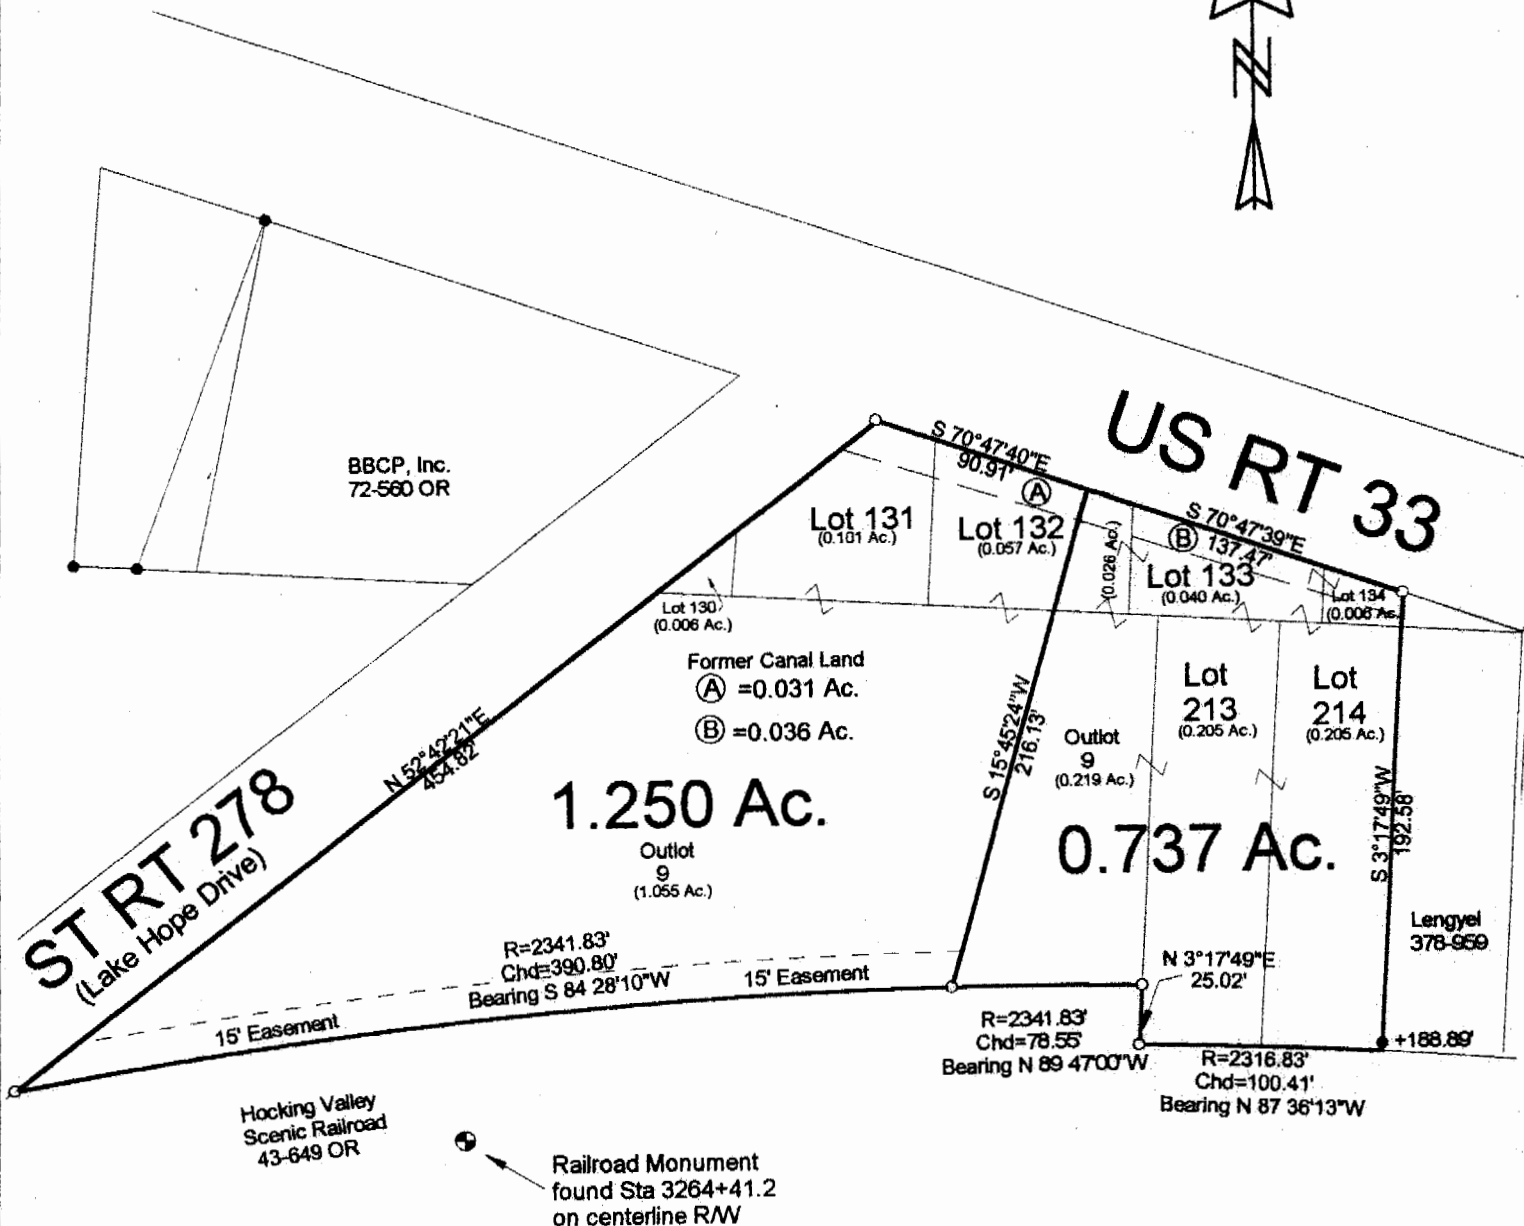 N
US RT 33
S 70°47'40"E
90.91'
A
S 70°47'39"E
B
137.47'
BBCP, Inc.
72-560 OR
Lot 131
(0.101 Ac.)
Lot 132
(0.057 Ac.)
(0.026 Ac.)
Lot 133
(0.040 Ac.)
Lot 134
(0.006 Ac.
Lot 130
(0.006 Ac.)
Former Canal Land
A =0.031 Ac.
B =0.036 Ac.
Lot
213
(0.205 Ac.)
Lot
214
(0.205 Ac.)
N 52°42'21"E
454.82'
S 15°45'24"W
216.13'
Outlot
9
(0.219 Ac.)
1.250 Ac.
Outlot
9
(1.055 Ac.)
0.737 Ac.
S 3°17'49"W
192.58'
ST RT 278
(Lake Hope Drive)
Lengyel
378-959
R=2341.83'
Chd=390.80'
Bearing S 84 28'10"W
15' Easement
15' Easement
N 3°17'49"E
25.02'
R=2341.83'
Chd=78.55'
Bearing N 89 47'00"W
+188.89'
R=2316.83'
Chd=100.41'
Bearing N 87 36'13"W
Hocking Valley
Scenic Railroad
43-649 OR
Railroad Monument
found Sta 3264+41.2
on centerline R/W